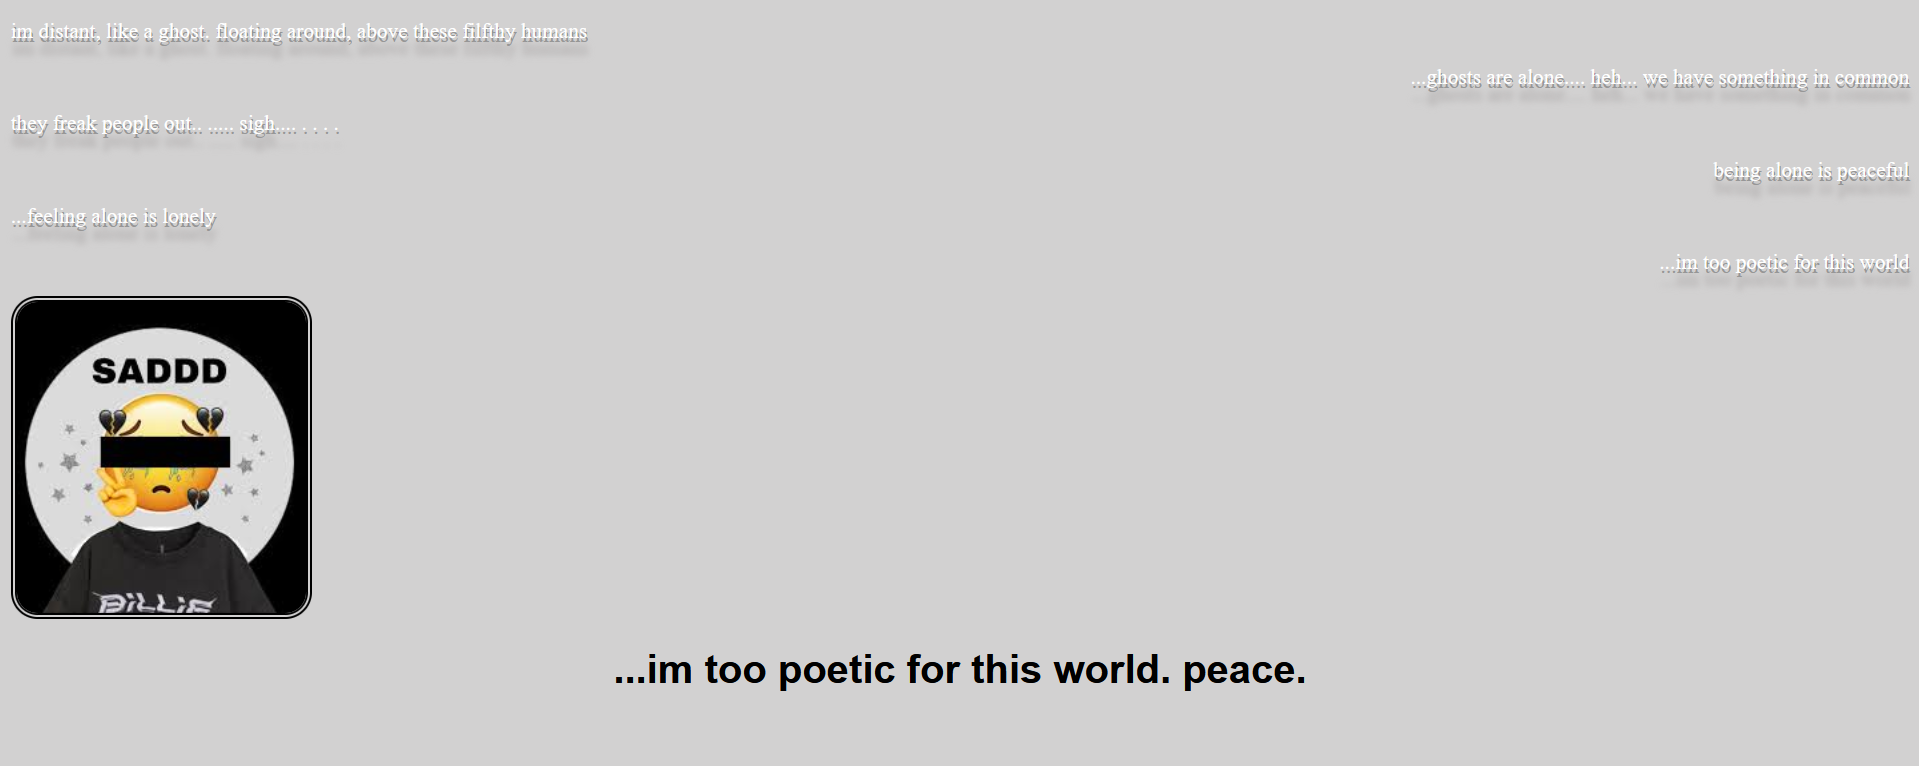 im distant, like a ghost. floating around, above these filfthy humans
...ghosts are alone.... heh... we have something in common
they freak people out.. ..... sigh.... . . . .
being alone is peaceful
...feeling alone is lonely
...im too poetic for this world
SADDD
BILLIE
...im too poetic for this world. peace.